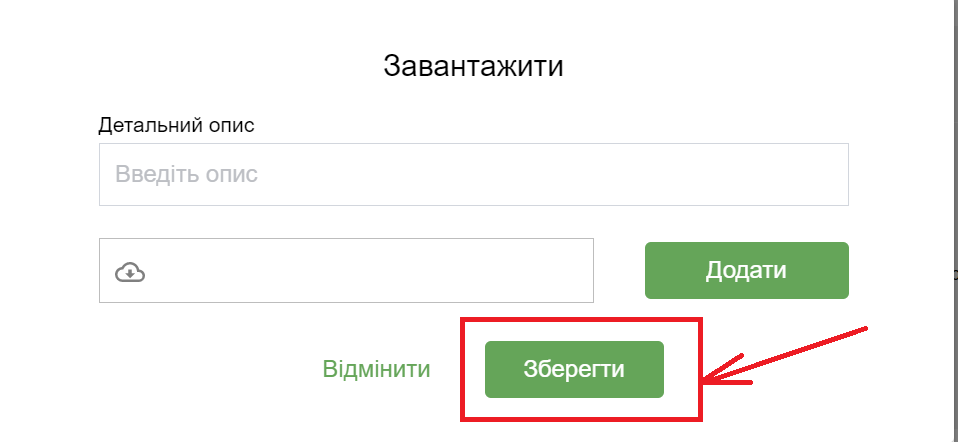 Завантажити
Детальний опис
Введіть опис
Додати
Відмінити
Зберегти